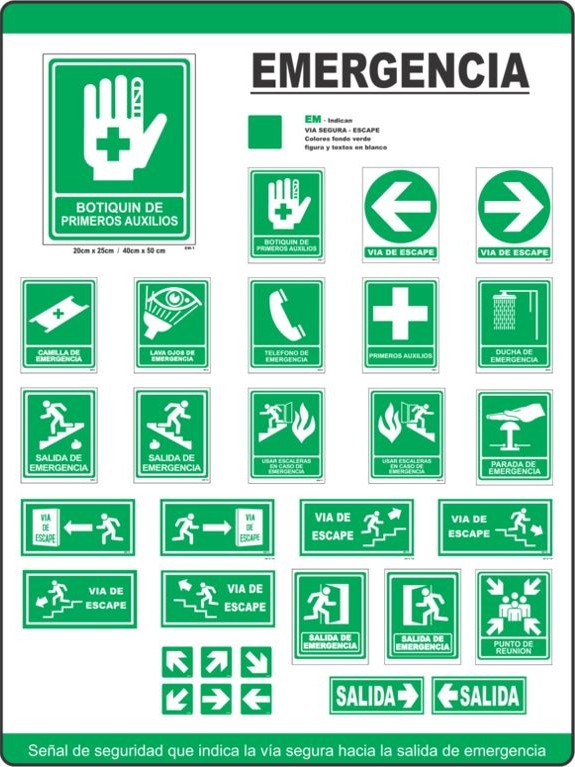 EMERGENCIA
EM - Indican
VIA SEGURA - ESCAPE
Colores fondo verde
figura y textos en blanco
BOTIQUIN DE
PRIMEROS AUXILIOS
20cm x 25cm / 40cm x 50 cm
BOTIQUIN DE
PRIMEROS AUXILIOS
VIA DE ESCAPE
VIA DE ESCAPE
CAMILLA DE
EMERGENCIA
LAVA OJOS DE
EMERGENCIA
TELEFONO DE
EMERGENCIA
PRIMEROS AUXILIOS
DUCHA DE
EMERGENCIA
SALIDA DE
EMERGENCIA
SALIDA DE
EMERGENCIA
USAR ESCALERAS
EN CASO DE
EMERGENCIA
USAR ESCALERAS
EN CASO DE
EMERGENCIA
PARADA DE
EMERGENCIA
VIA
DE
ESCAPE
VIA
DE
ESCAPE
VIA DE
ESCAPE
VIA DE
ESCAPE
VIA DE
ESCAPE
VIA DE
ESCAPE
SALIDA DE
EMERGENCIA
SALIDA DE
EMERGENCIA
PUNTO DE
REUNION
SALIDA
SALIDA
Señal de seguridad que indica la vía segura hacia la salida de emergencia